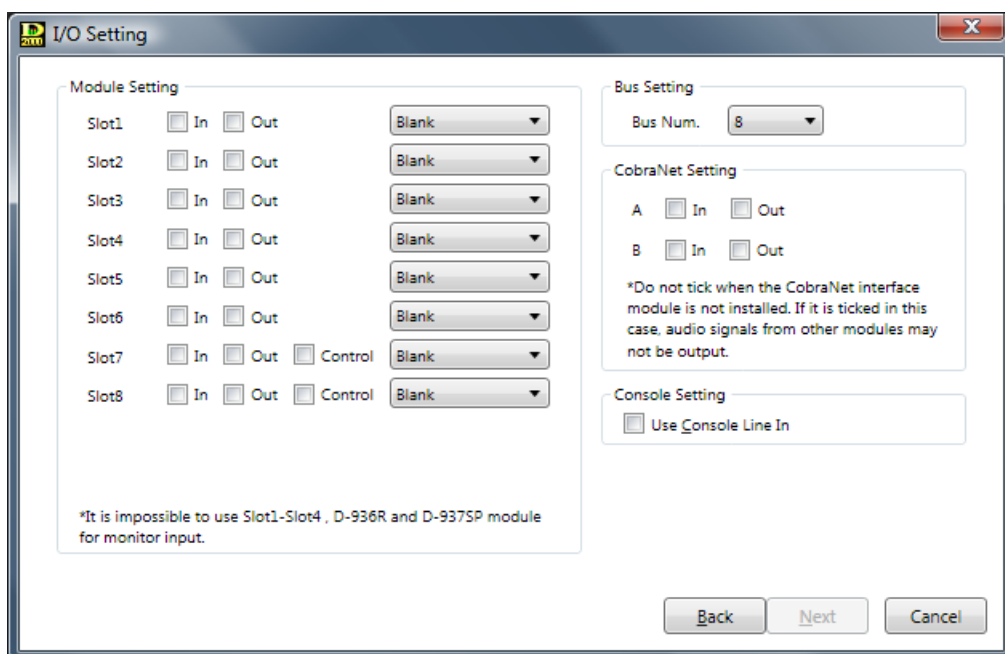 I/O Setting
Module Setting
Slot1 In Out Blank
Slot2 In Out Blank
Slot3 In Out Blank
Slot4 In Out Blank
Slot5 In Out Blank
Slot6 In Out Blank
Slot7 In Out Control Blank
Slot8 In Out Control Blank
*It is impossible to use Slot1-Slot4 , D-936R and D-937SP module
for monitor input.
Bus Setting
Bus Num. 8
CobraNet Setting
A In Out
B In Out
*Do not tick when the CobraNet interface
module is not installed. If it is ticked in this
case, audio signals from other modules may
not be output.
Console Setting
Use Console Line In
Back Next Cancel